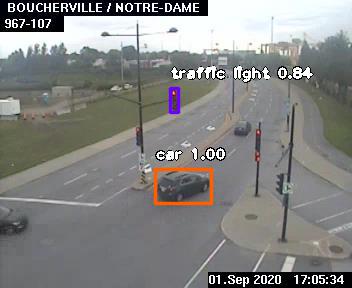 BOUCHERVILLE / NOTRE-DAME
967-107
traffic light 0.84
car 1.00
01.Sep 2020 17:05:34